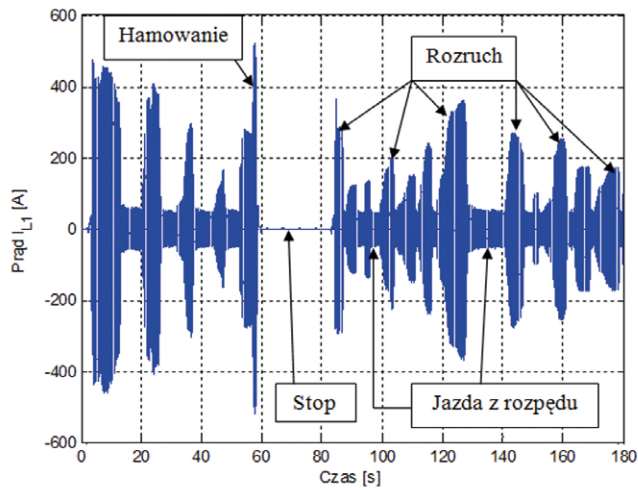 600
400
200
0
-200
-400
-600
Prąd I_L1 [A]
Hamowanie
Rozruch
Stop
Jazda z rozpędu
0 20 40 60 80 100 120 140 160 180
Czas [s]